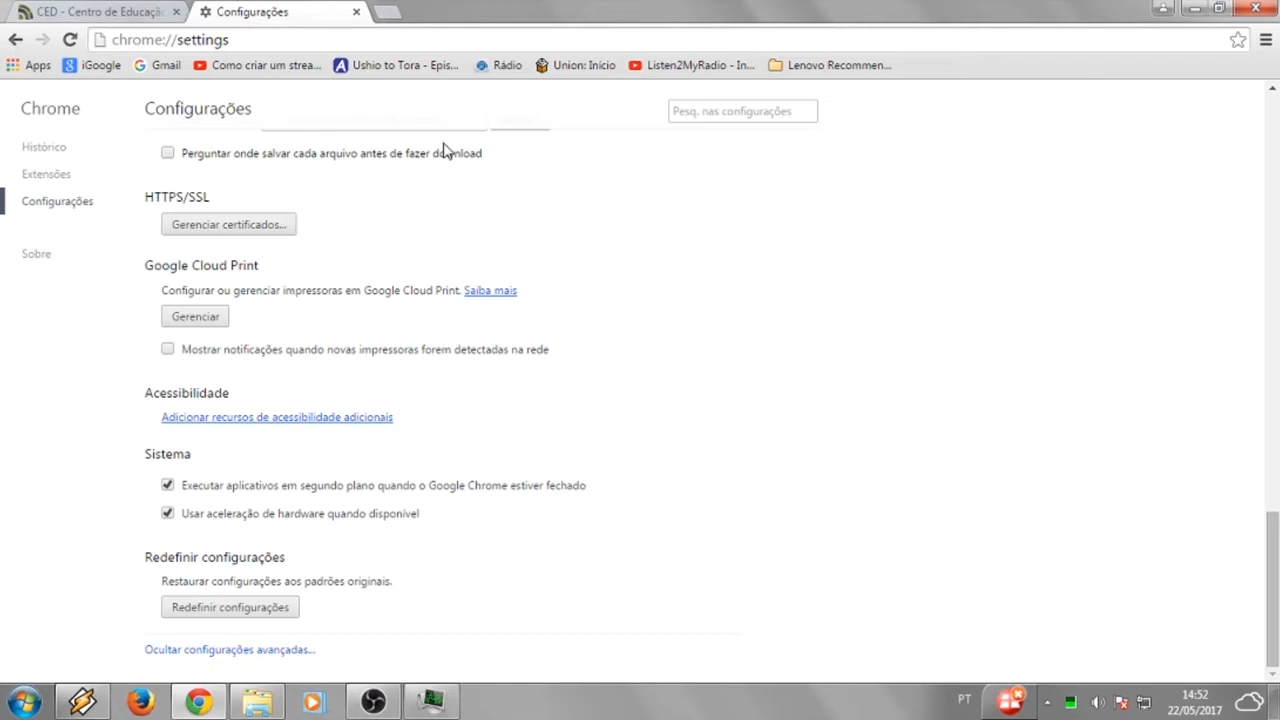 CED - Centro de Educaçã
Configurações
chrome://settings
Apps
iGoogle
Gmail
Como criar um strea...
Ushio to Tora - Epis...
Rádio
Union: Início
Listen2MyRadio - In...
Lenovo Recommen...
Chrome
Configurações
Pesq. nas configurações
Histórico
Extensões
Configurações
Sobre
Perguntar onde salvar cada arquivo antes de fazer download
HTTPS/SSL
Gerenciar certificados...
Google Cloud Print
Configurar ou gerenciar impressoras em Google Cloud Print. Saiba mais
Gerenciar
Mostrar notificações quando novas impressoras forem detectadas na rede
Acessibilidade
Adicionar recursos de acessibilidade adicionais
Sistema
Executar aplicativos em segundo plano quando o Google Chrome estiver fechado
Usar aceleração de hardware quando disponível
Redefinir configurações
Restaurar configurações aos padrões originais.
Redefinir configurações
Ocultar configurações avançadas...
PT
14:52
22/05/2017